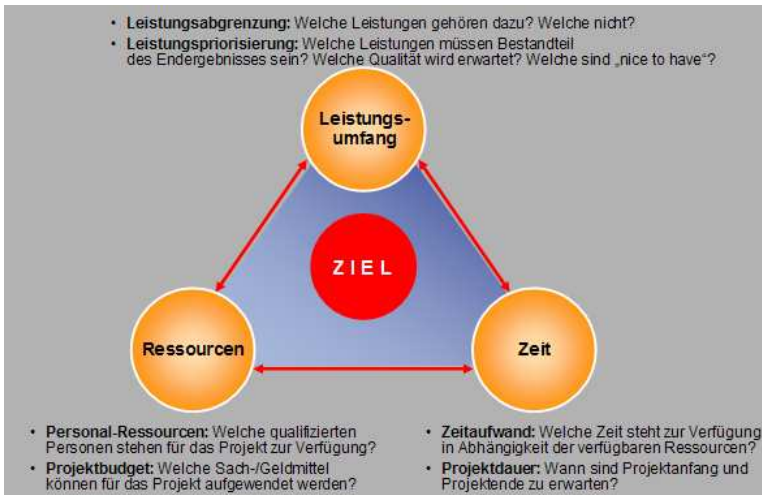 • Leistungsabgrenzung: Welche Leistungen gehören dazu? Welche nicht?
• Leistungspriorisierung: Welche Leistungen müssen Bestandteil
des Endergebnisses sein? Welche Qualität wird erwartet? Welche sind „nice to have“?
Leistungs-
umfang
ZIEL
Ressourcen
Zeit
• Personal-Ressourcen: Welche qualifizierten
Personen stehen für das Projekt zur Verfügung?
• Projektbudget: Welche Sach-/Geldmittel
können für das Projekt aufgewendet werden?
• Zeitaufwand: Welche Zeit steht zur Verfügung
in Abhängigkeit der verfügbaren Ressourcen?
• Projektdauer: Wann sind Projektanfang und
Projektende zu erwarten?